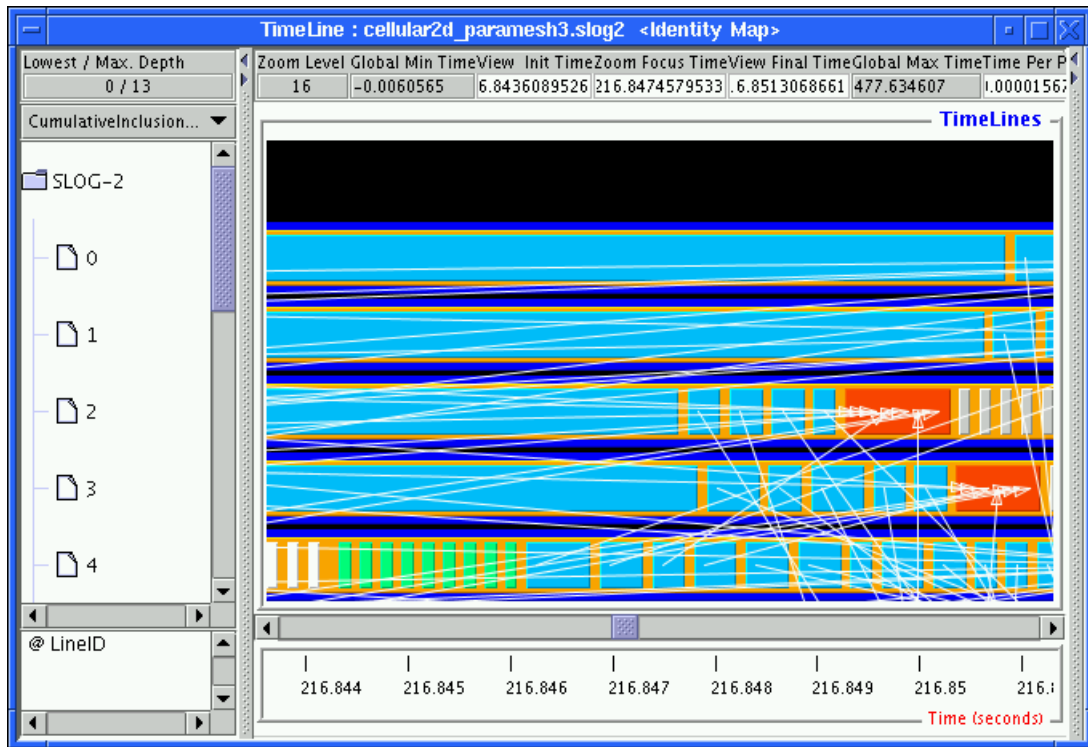 TimeLine : cellular2d_paramesh3.slog2 <Identity Map>
Lowest / Max. Depth
0 / 13
Zoom Level Global Min Time View Init Time Zoom Focus Time View Final Time Global Max Time Time Per P
16 -0.0060565 6.8436089526 216.8474579533 .6.8513068661 477.634607 ).00001567
CumulativeInclusion...
TimeLines
SLOG-2
0
1
2
3
4
@ LineID
216.844 216.845 216.846 216.847 216.848 216.849 216.85 216.
Time (seconds)